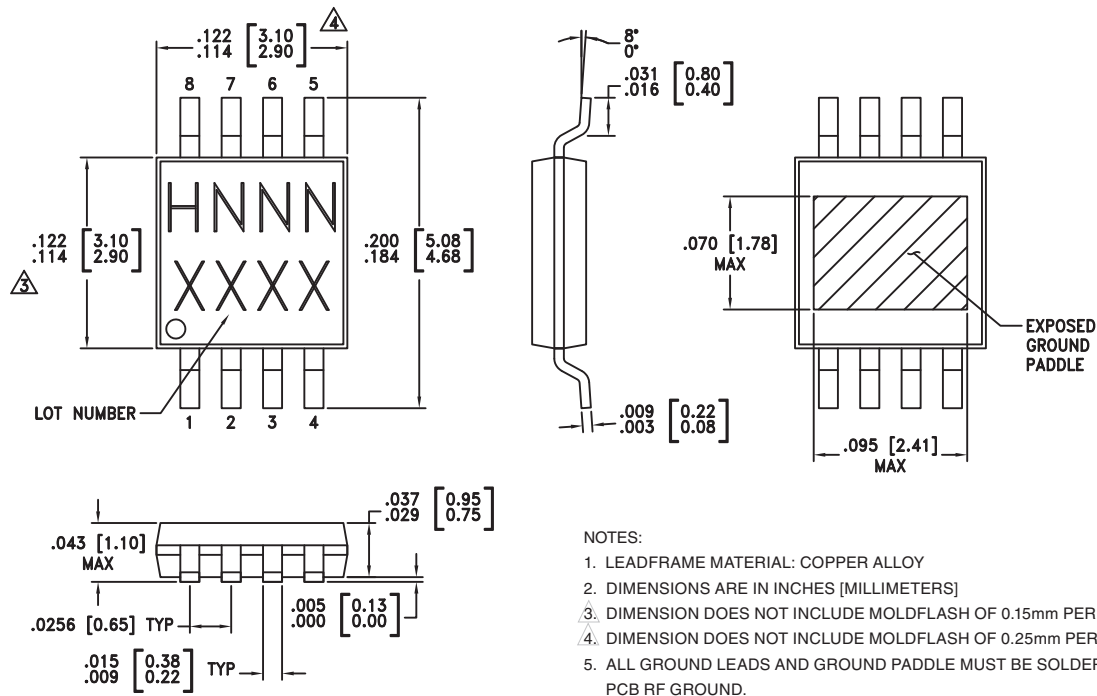 .122 [3.10]
.114 [2.90]
4
8 7 6 5
HNNN
XXXX
.122 [3.10]
.114 [2.90]
3
.200 [5.08]
.184 [4.68]
LOT NUMBER
1 2 3 4
8°
0°
.031 [0.80]
.016 [0.40]
.009 [0.22]
.003 [0.08]
.070 [1.78]
MAX
EXPOSED
GROUND
PADDLE
.095 [2.41]
MAX
.043 [1.10]
MAX
.037 [0.95]
.029 [0.75]
.0256 [0.65] TYP
.005 [0.13]
.000 [0.00]
.015 [0.38]
.009 [0.22]
TYP
NOTES:
1. LEADFRAME MATERIAL: COPPER ALLOY
2. DIMENSIONS ARE IN INCHES [MILLIMETERS]
3. DIMENSION DOES NOT INCLUDE MOLDFLASH OF 0.15mm PER
4. DIMENSION DOES NOT INCLUDE MOLDFLASH OF 0.25mm PER
5. ALL GROUND LEADS AND GROUND PADDLE MUST BE SOLDER
PCB RF GROUND.